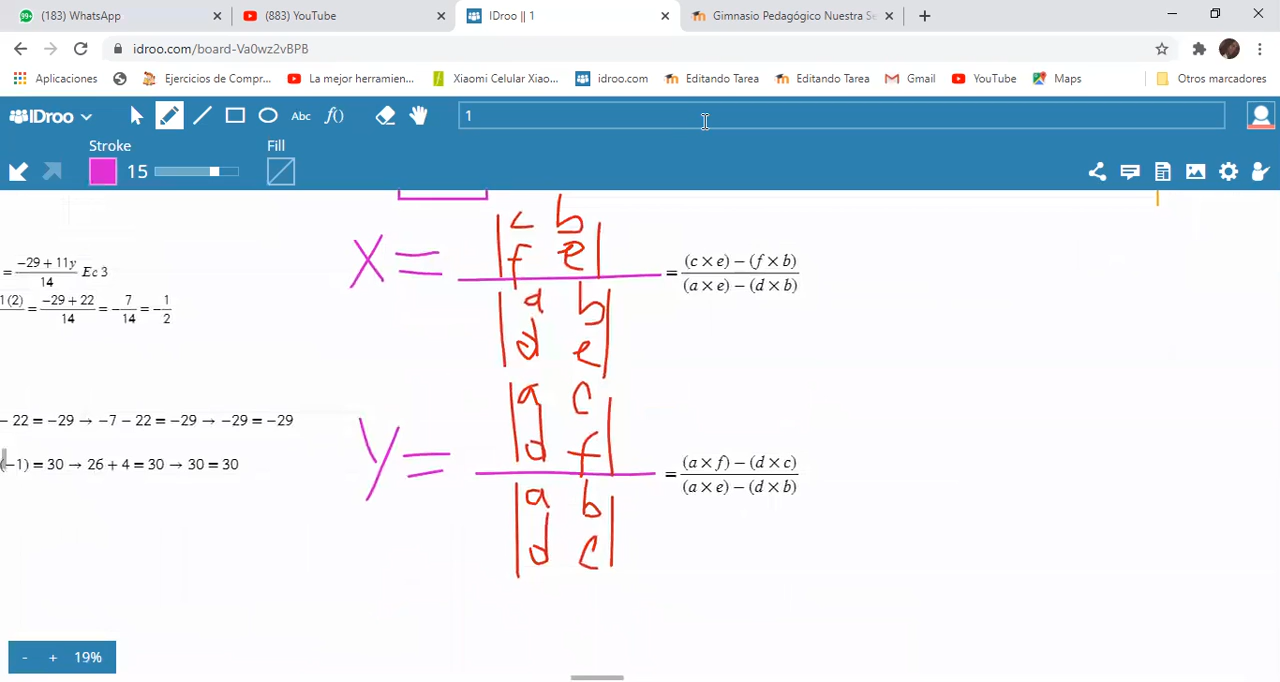 (183) WhatsApp
(883) YouTube
IDroo || 1
Gimnasio Pedagógico Nuestra Se
idroo.com/board-Va0wz2vBPB
Aplicaciones
Ejercicios de Compr...
La mejor herramien...
Xiaomi Celular Xiao...
idroo.com
Editando Tarea
Editando Tarea
Gmail
YouTube
Maps
Otros marcadores
IDroo
Abc
f()
1
Stroke
Fill
15
= -29 + 11y / 14 Ec 3
1(2) / = -29 + 22 / 14 = - 7 / 14 = - 1 / 2
- 22 = -29 → -7 - 22 = -29 → -29 = -29
(-1) = 30 → 26 + 4 = 30 → 30 = 30
X = |c b
f e| / |a b
d e| = (c × e) - (f × b) / (a × e) - (d × b)
Y = |a c
d f| / |a b
d c| = (a × f) - (d × c) / (a × e) - (d × b)
- + 19%